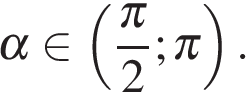 α ∈ (π/2; π).